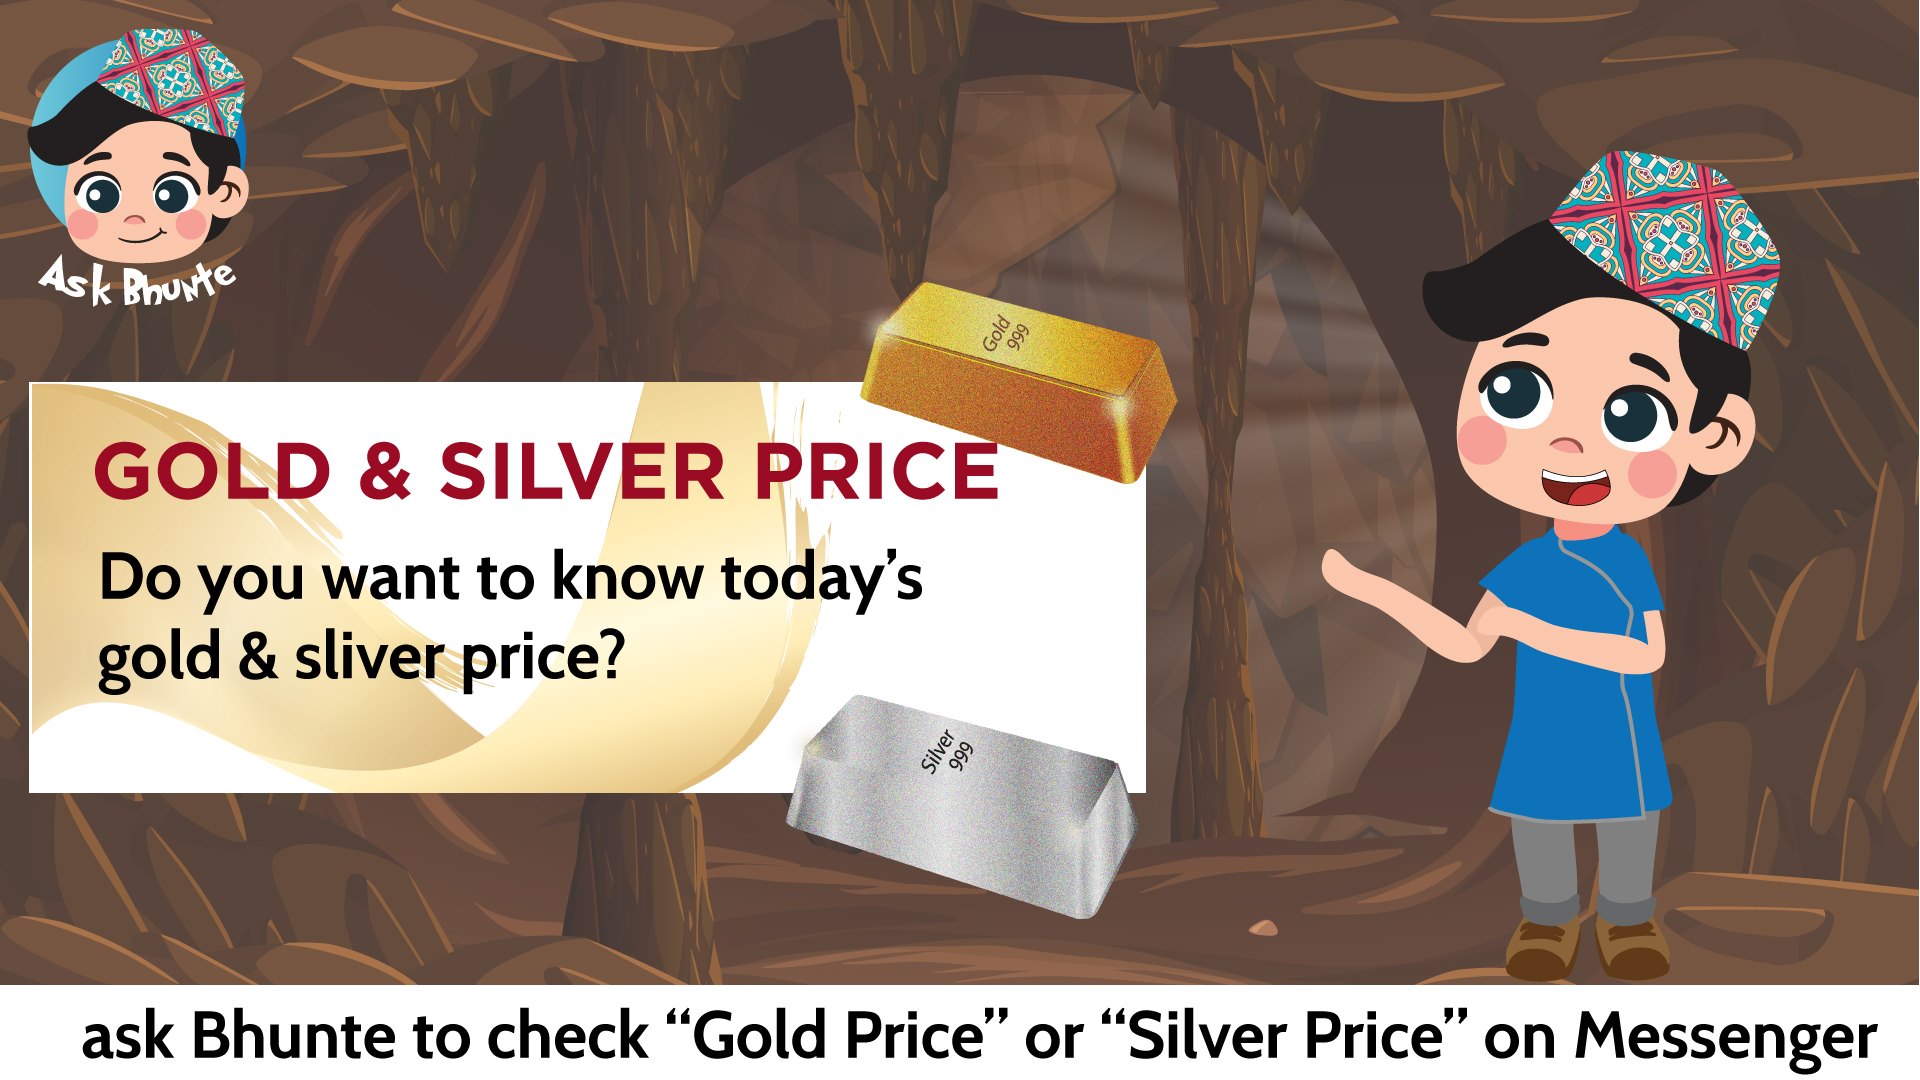 Ask Bhunte
GOLD & SILVER PRICE
Do you want to know today’s
gold & sliver price?
Gold
999
Silver
999
ask Bhunte to check “Gold Price” or “Silver Price” on Messenger